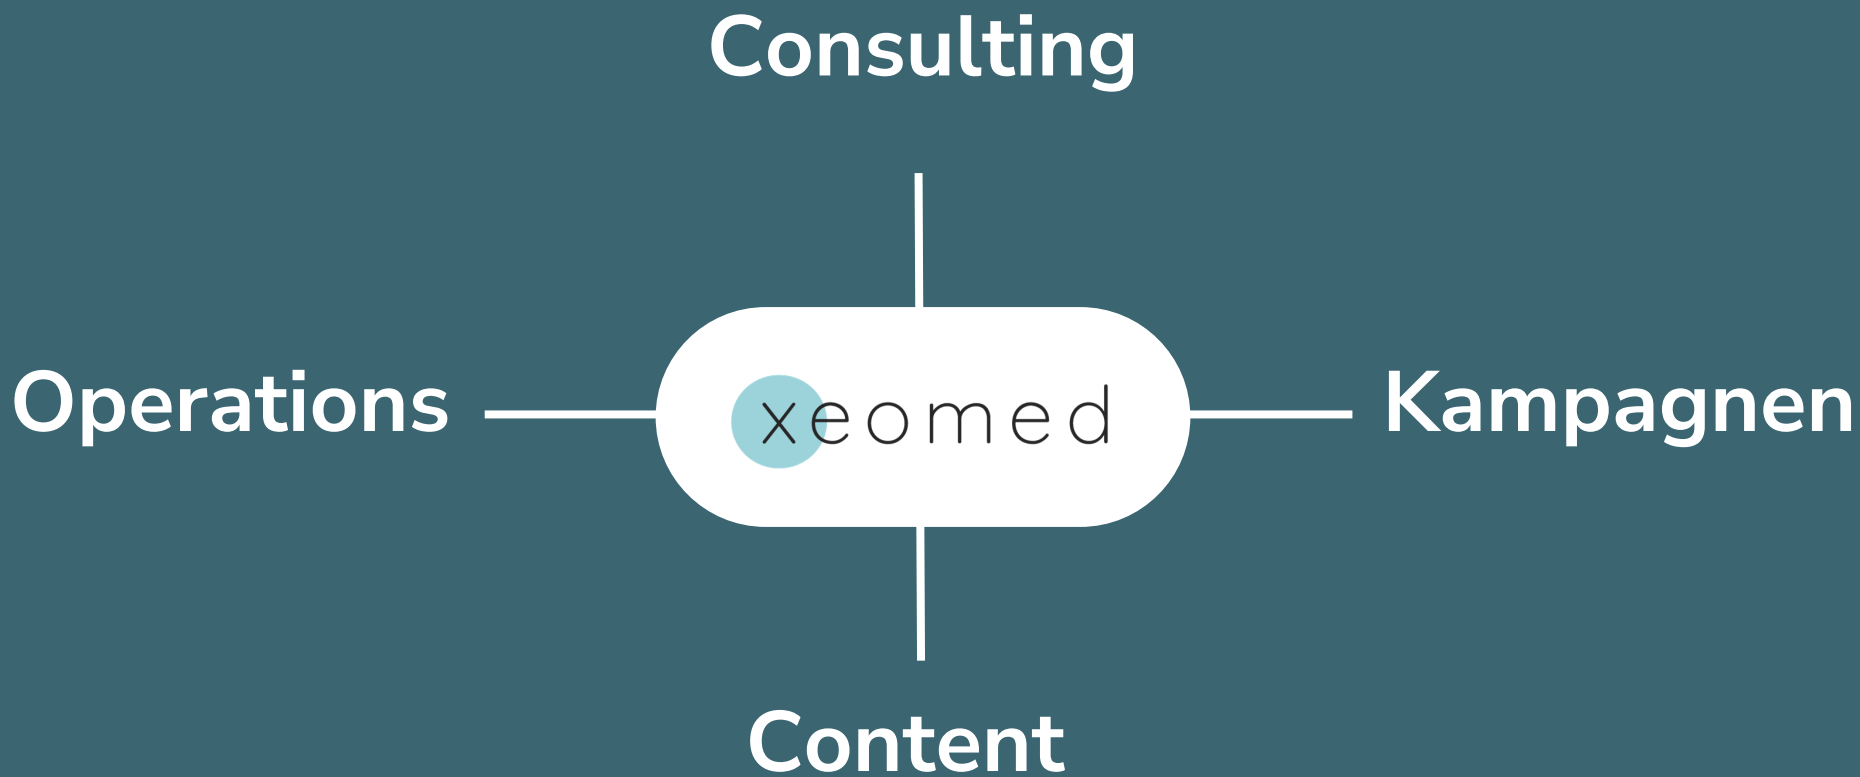 Consulting
Operations
xeomed
Kampagnen
Content